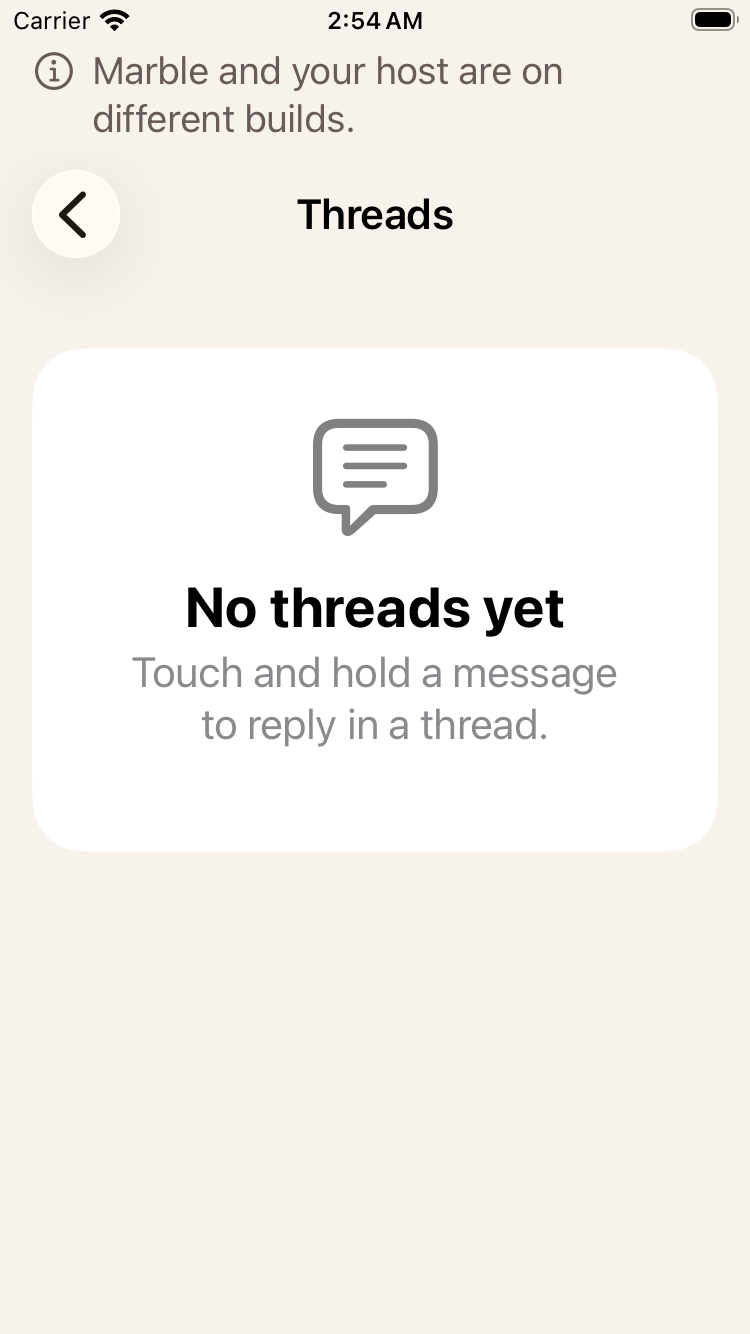 Carrier
2:54 AM
Marble and your host are on
different builds.
Threads
No threads yet
Touch and hold a message
to reply in a thread.